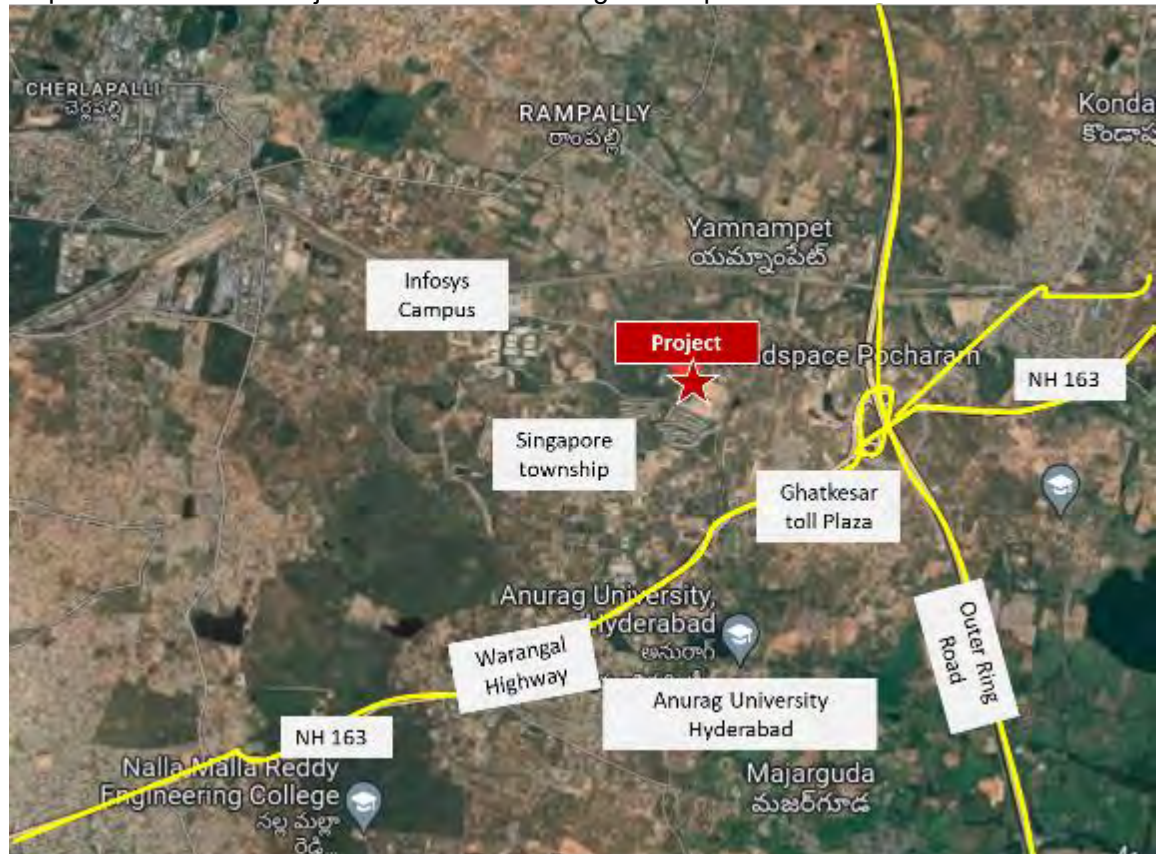 CHERLAPALLI
చెర్లపల్లి
RAMPALLY
రాంపల్లి
Konda
కొండాపు
Yamnampet
యమ్నాంపేట్
Infosys
Campus
Project
dspace Pocharam
NH 163
Singapore
township
Ghatkesar
toll Plaza
Anurag University,
Hyderabad
అనురాగ్
Outer Ring
Road
Warangal
Highway
Anurag University
Hyderabad
NH 163
Nalla Malla Reddy
Engineering College
నల్ల మల్లా
రెడ్డి...
Majarguda
మజర్‌గూడ